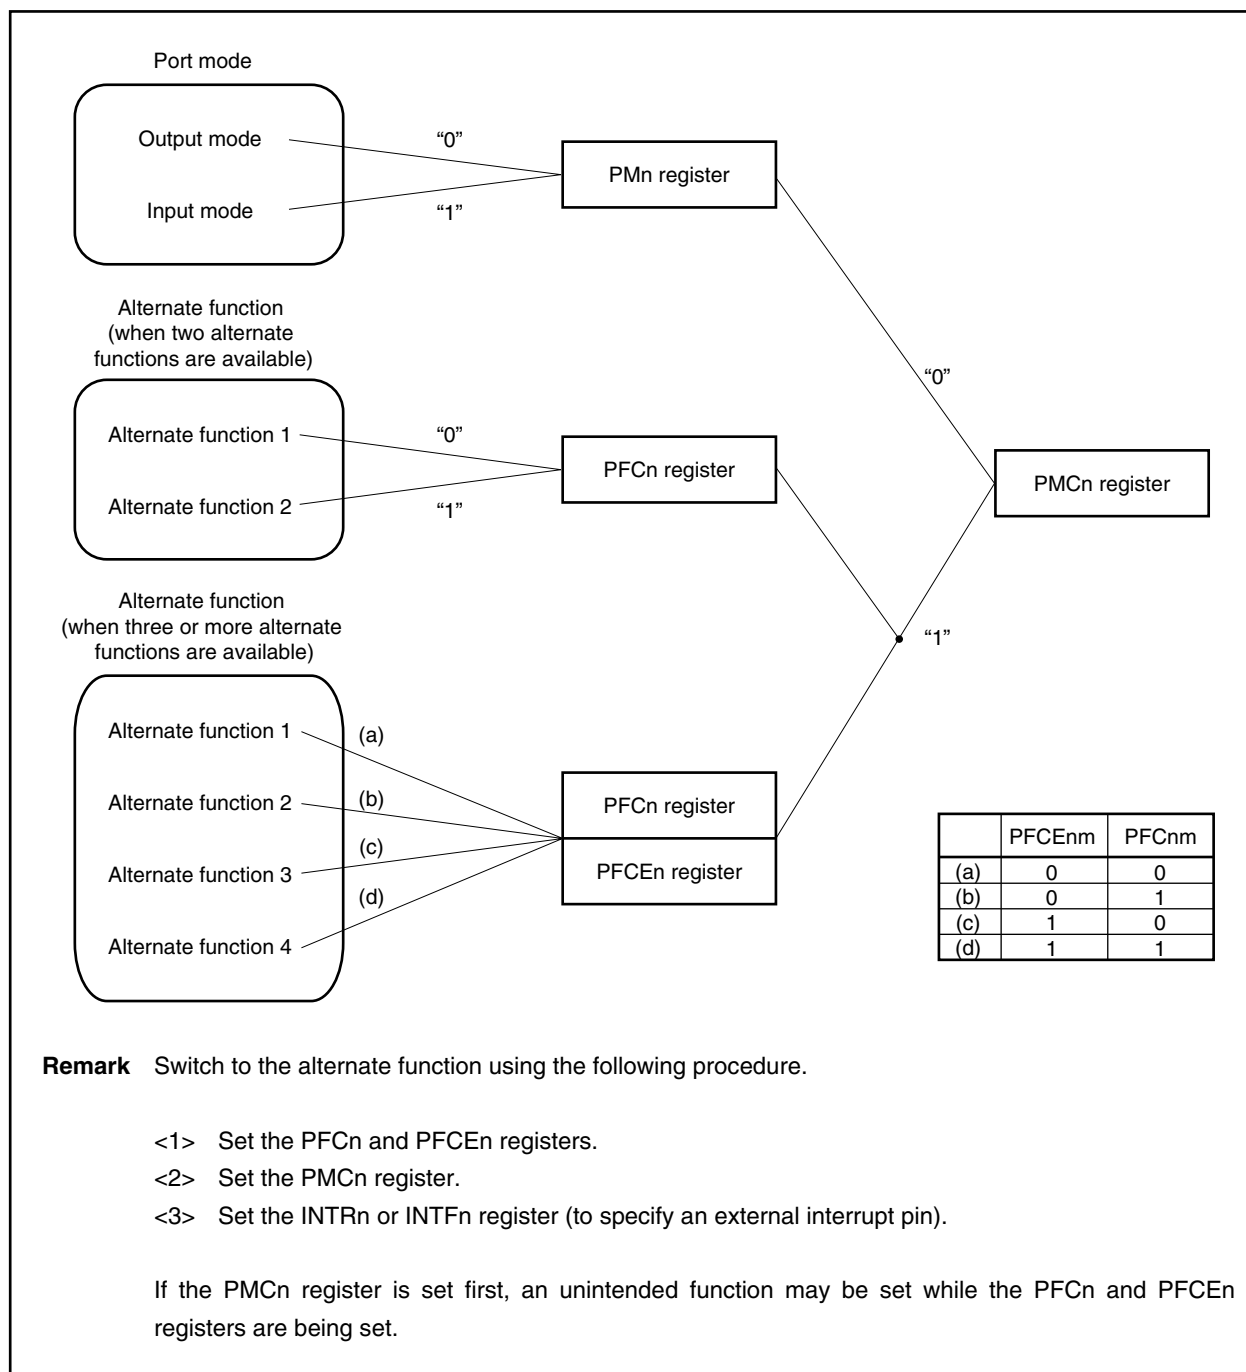 Port mode
Output mode
“0”
PMn register
Input mode
“1”
Alternate function
(when two alternate
functions are available)
“0”
Alternate function 1
“0”
PFCn register
PMCn register
Alternate function 2
“1”
Alternate function
(when three or more alternate
functions are available)
“1”
Alternate function 1
(a)
Alternate function 2
(b)
PFCn register
Alternate function 3
(c)
PFCEn register
(d)
Alternate function 4
PFCEnm PFCnm
(a) 0 0
(b) 0 1
(c) 1 0
(d) 1 1
Remark Switch to the alternate function using the following procedure.
<1> Set the PFCn and PFCEn registers.
<2> Set the PMCn register.
<3> Set the INTRn or INTFn register (to specify an external interrupt pin).
If the PMCn register is set first, an unintended function may be set while the PFCn and PFCEn
registers are being set.